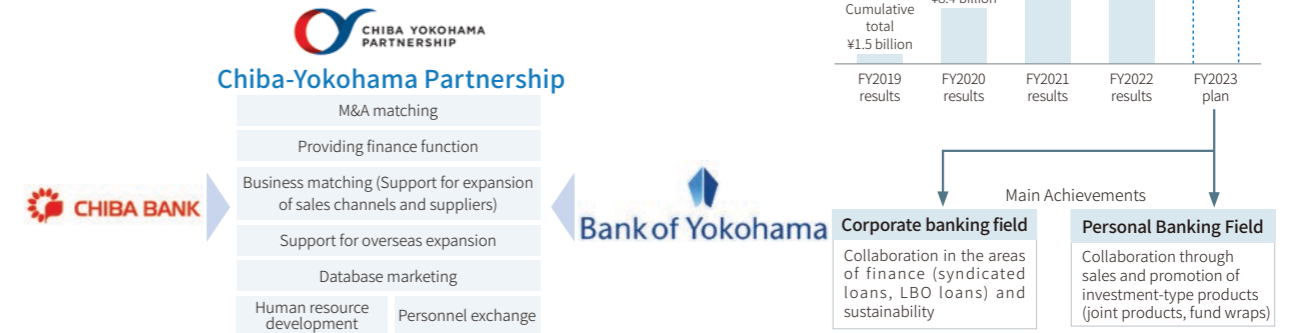 CHIBA YOKOHAMA
PARTNERSHIP
Chiba-Yokohama Partnership
M&A matching
Providing finance function
Business matching (Support for expansion
of sales channels and suppliers)
Support for overseas expansion
Database marketing
Human resource
development
Personnel exchange
CHIBA BANK
Bank of Yokohama
Cumulative
total
¥1.5 billion
billion
FY2019
results
FY2020
results
FY2021
results
FY2022
results
FY2023
plan
Main Achievements
Corporate banking field
Collaboration in the areas
of finance (syndicated
loans, LBO loans) and
sustainability
Personal Banking Field
Collaboration through
sales and promotion of
investment-type products
(joint products, fund wraps)